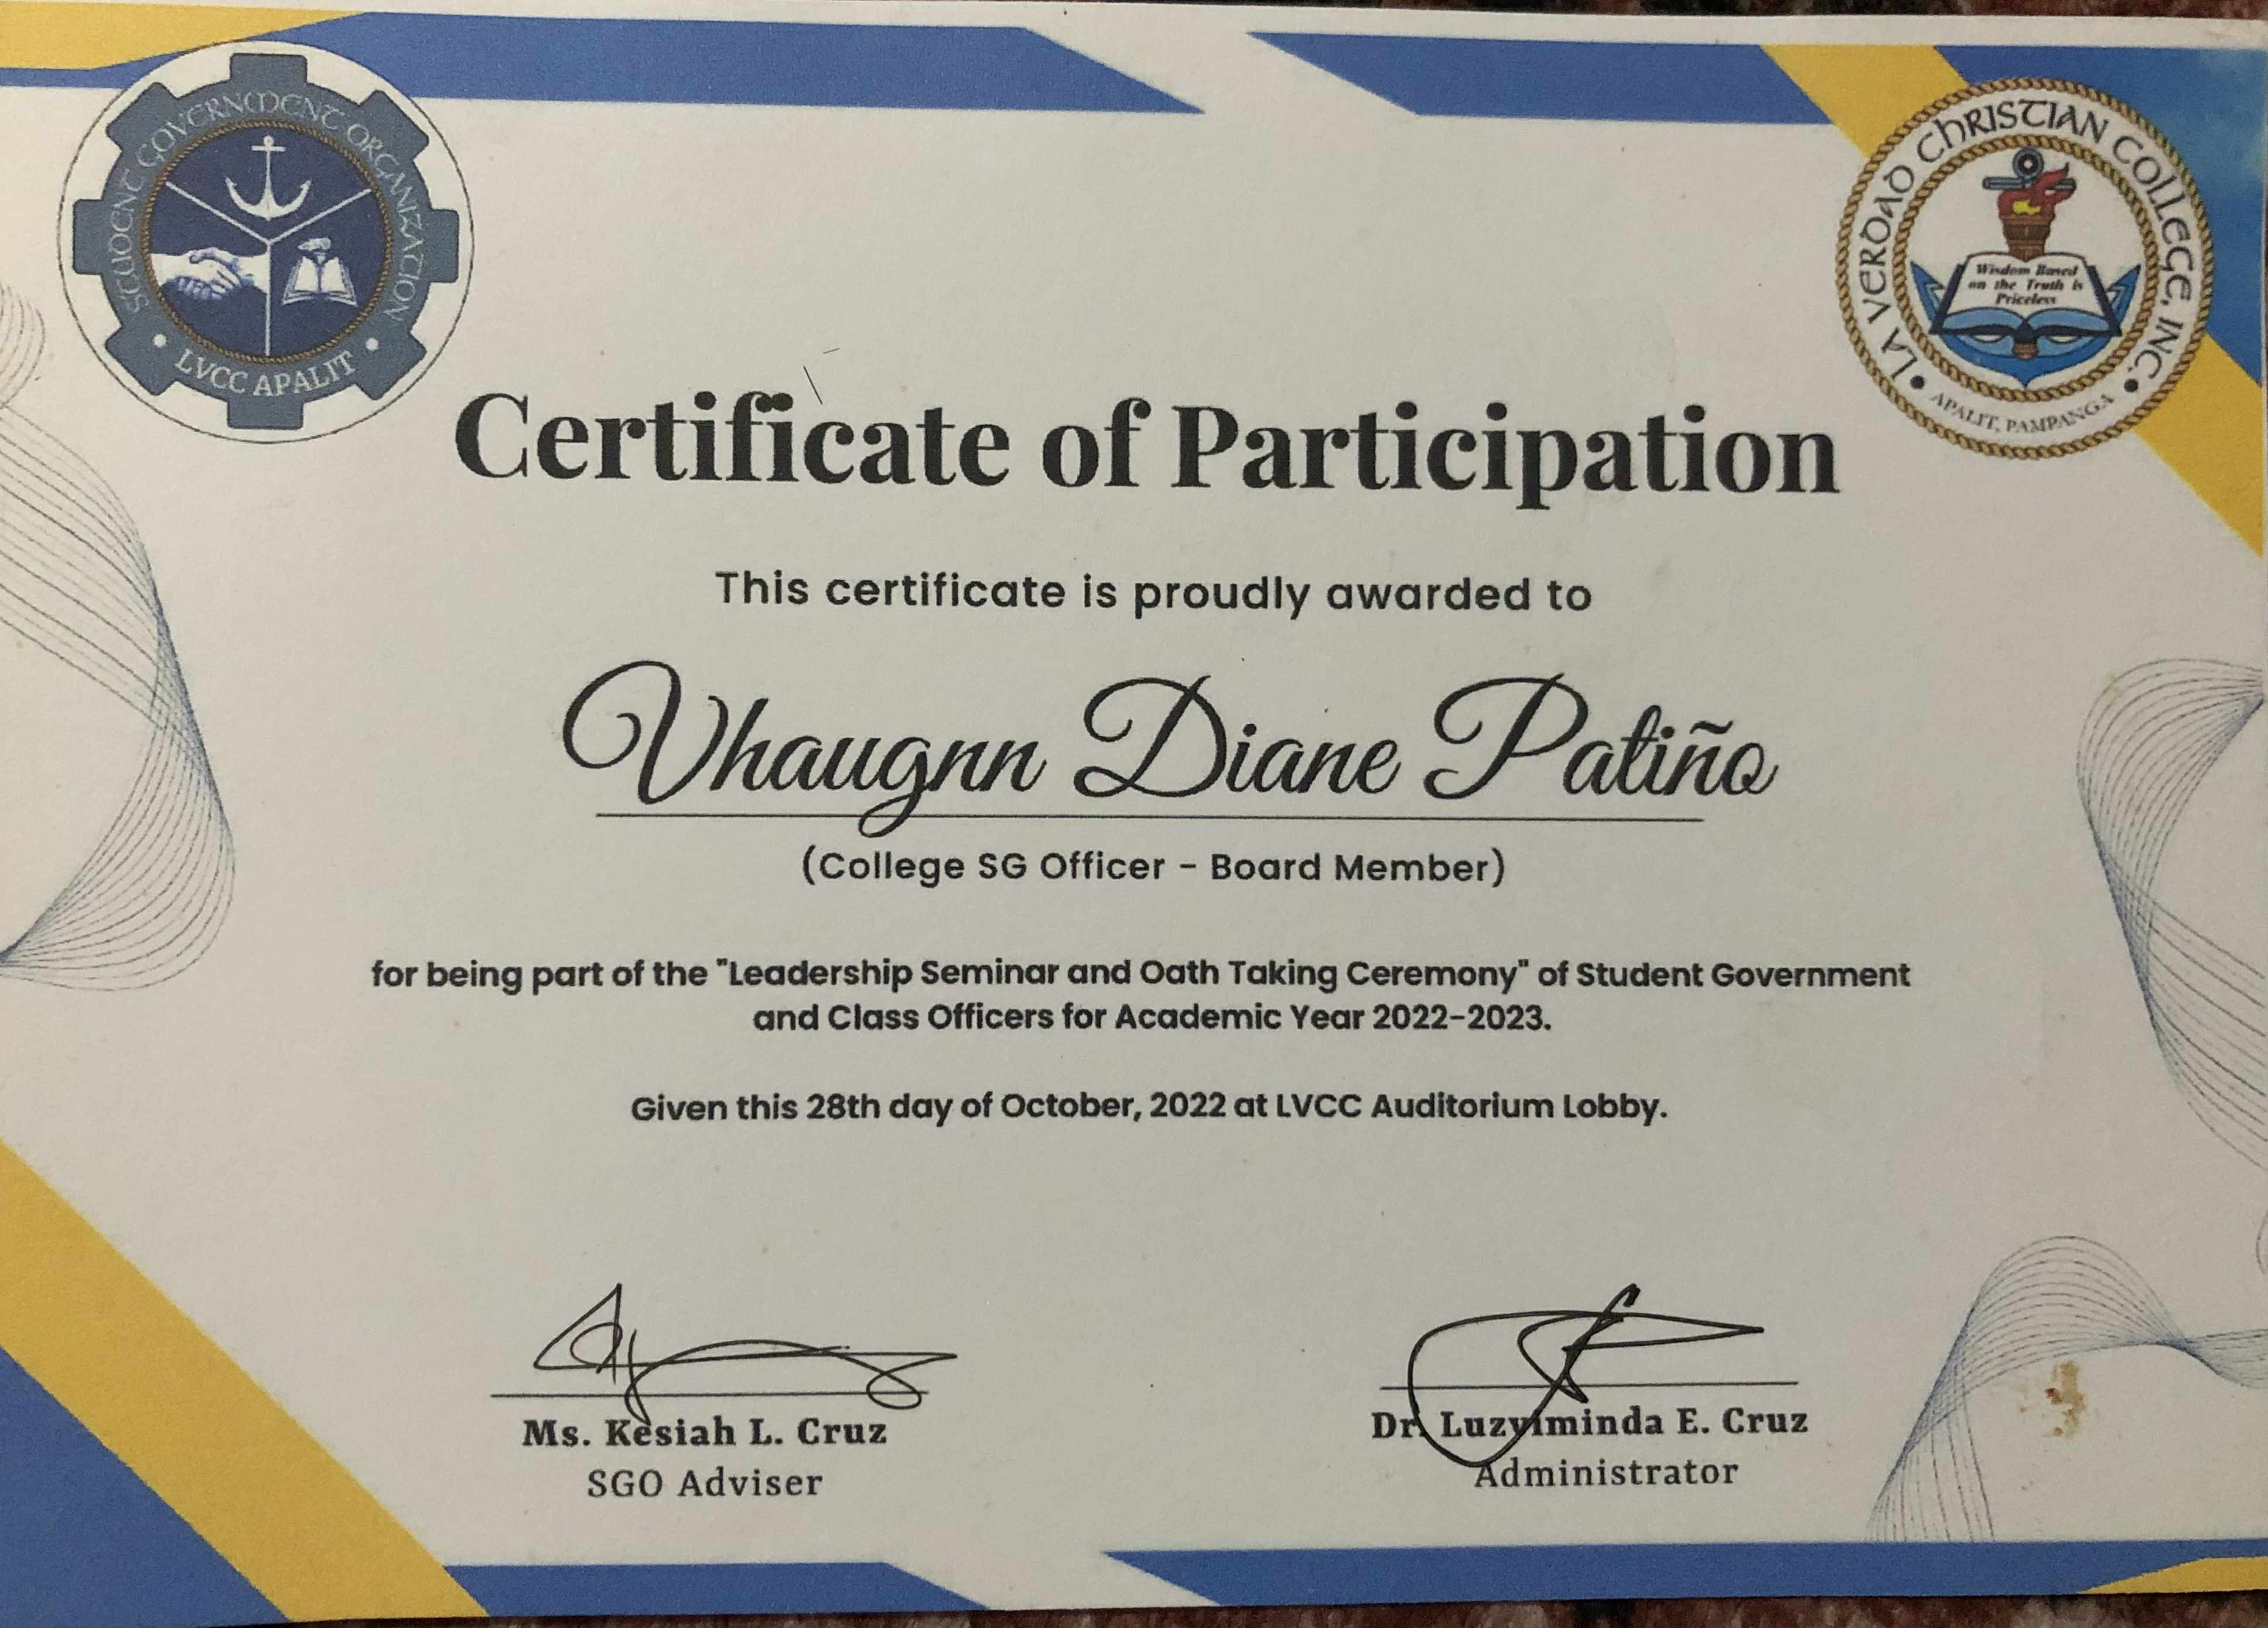 STUDENT GOVERNMENT ORGANIZATION
LVCC APALIT
LA VERDAD CHRISTIAN COLLEGE, INC.
APALIT, PAMPANGA
Wisdom Based
on the Truth is
Priceless
Certificate of Participation
This certificate is proudly awarded to
Vhaugnn Diane Patiño
(College SG Officer - Board Member)
for being part of the "Leadership Seminar and Oath Taking Ceremony" of Student Government
and Class Officers for Academic Year 2022-2023.
Given this 28th day of October, 2022 at LVCC Auditorium Lobby.
Ms. Kesiah L. Cruz
SGO Adviser
Dr. Luzviminda E. Cruz
Administrator